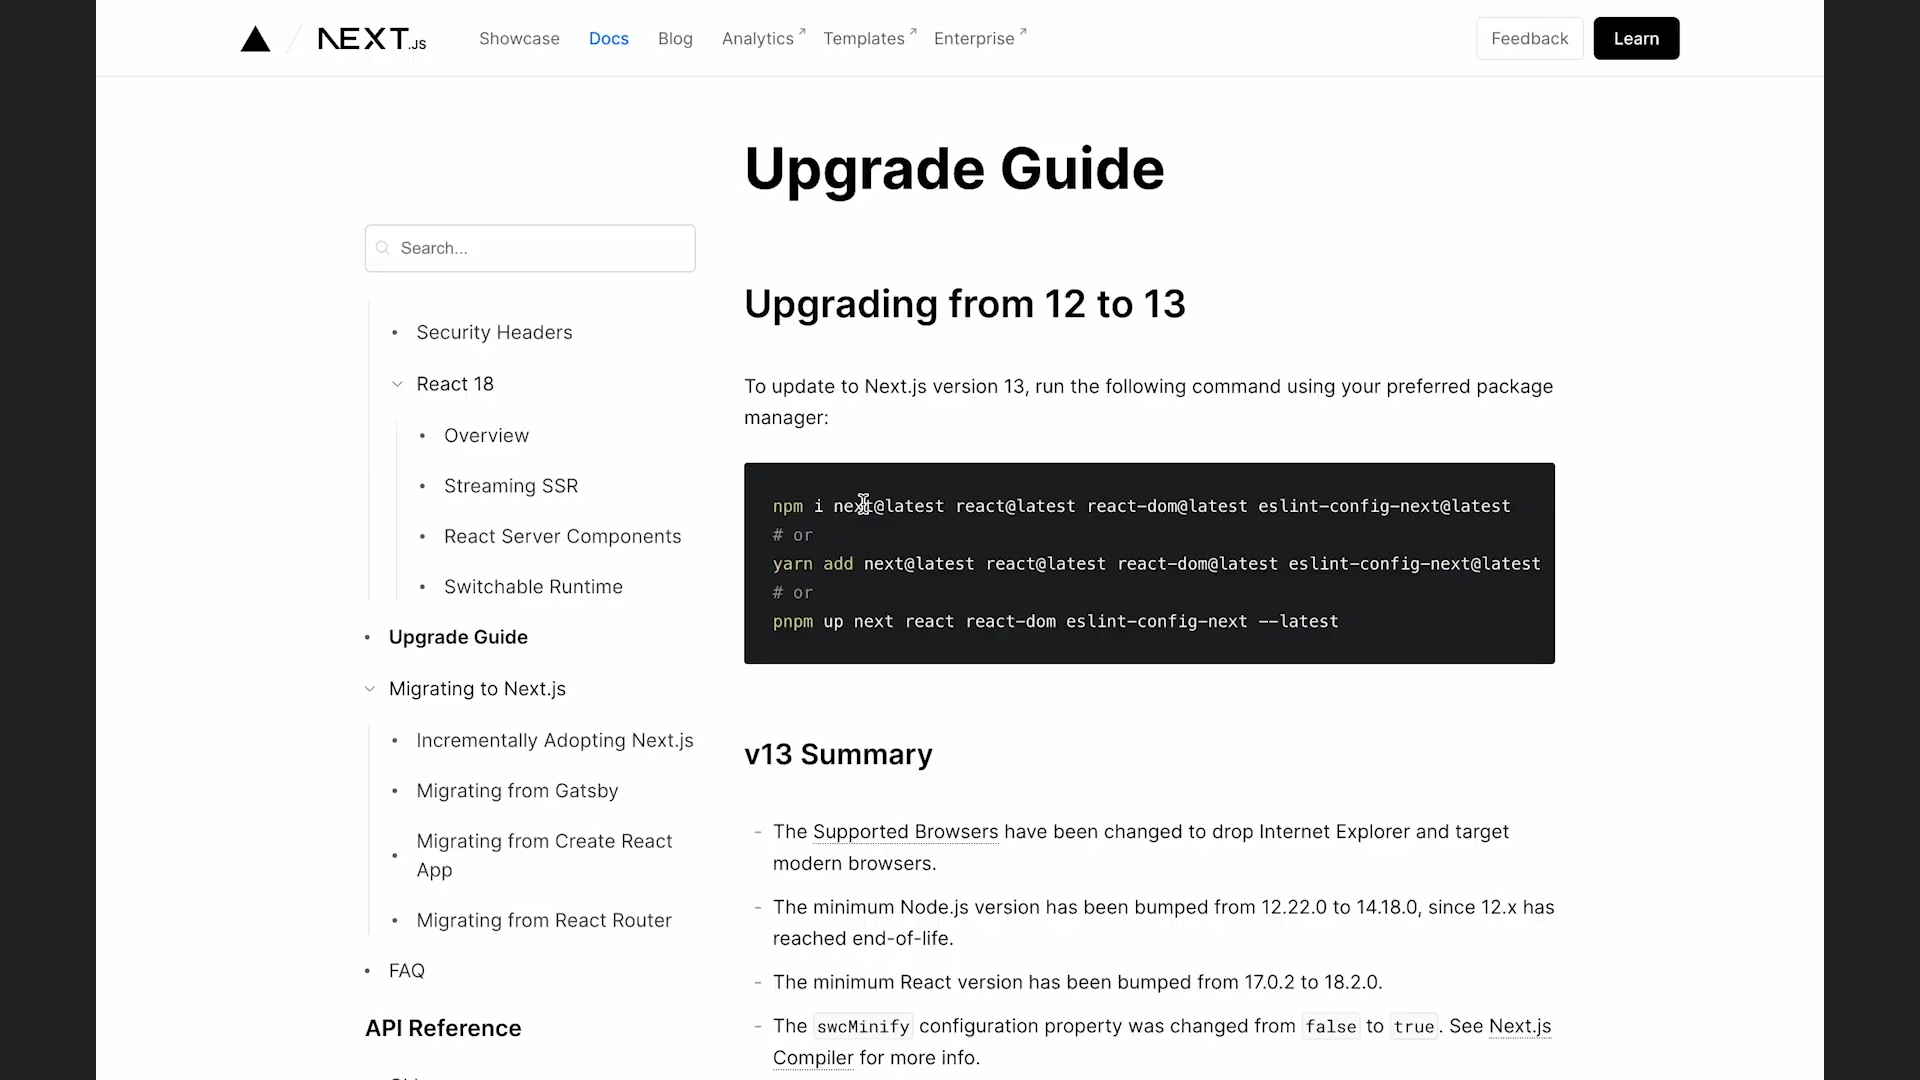 NEXT.JS
Showcase
Docs
Blog
Analytics
Templates
Enterprise
Feedback
Learn
Search...
Security Headers
React 18
Overview
Streaming SSR
React Server Components
Switchable Runtime
Upgrade Guide
Migrating to Next.js
Incrementally Adopting Next.js
Migrating from Gatsby
Migrating from Create React
App
Migrating from React Router
FAQ
API Reference
Upgrade Guide
Upgrading from 12 to 13
To update to Next.js version 13, run the following command using your preferred package
manager:
npm i next@latest react@latest react-dom@latest eslint-config-next@latest
# or
yarn add next@latest react@latest react-dom@latest eslint-config-next@latest
# or
pnpm up next react react-dom eslint-config-next --latest
v13 Summary
- The Supported Browsers have been changed to drop Internet Explorer and target
modern browsers.
- The minimum Node.js version has been bumped from 12.22.0 to 14.18.0, since 12.x has
reached end-of-life.
- The minimum React version has been bumped from 17.0.2 to 18.2.0.
- The swcMinify configuration property was changed from false to true. See Next.js
Compiler for more info.